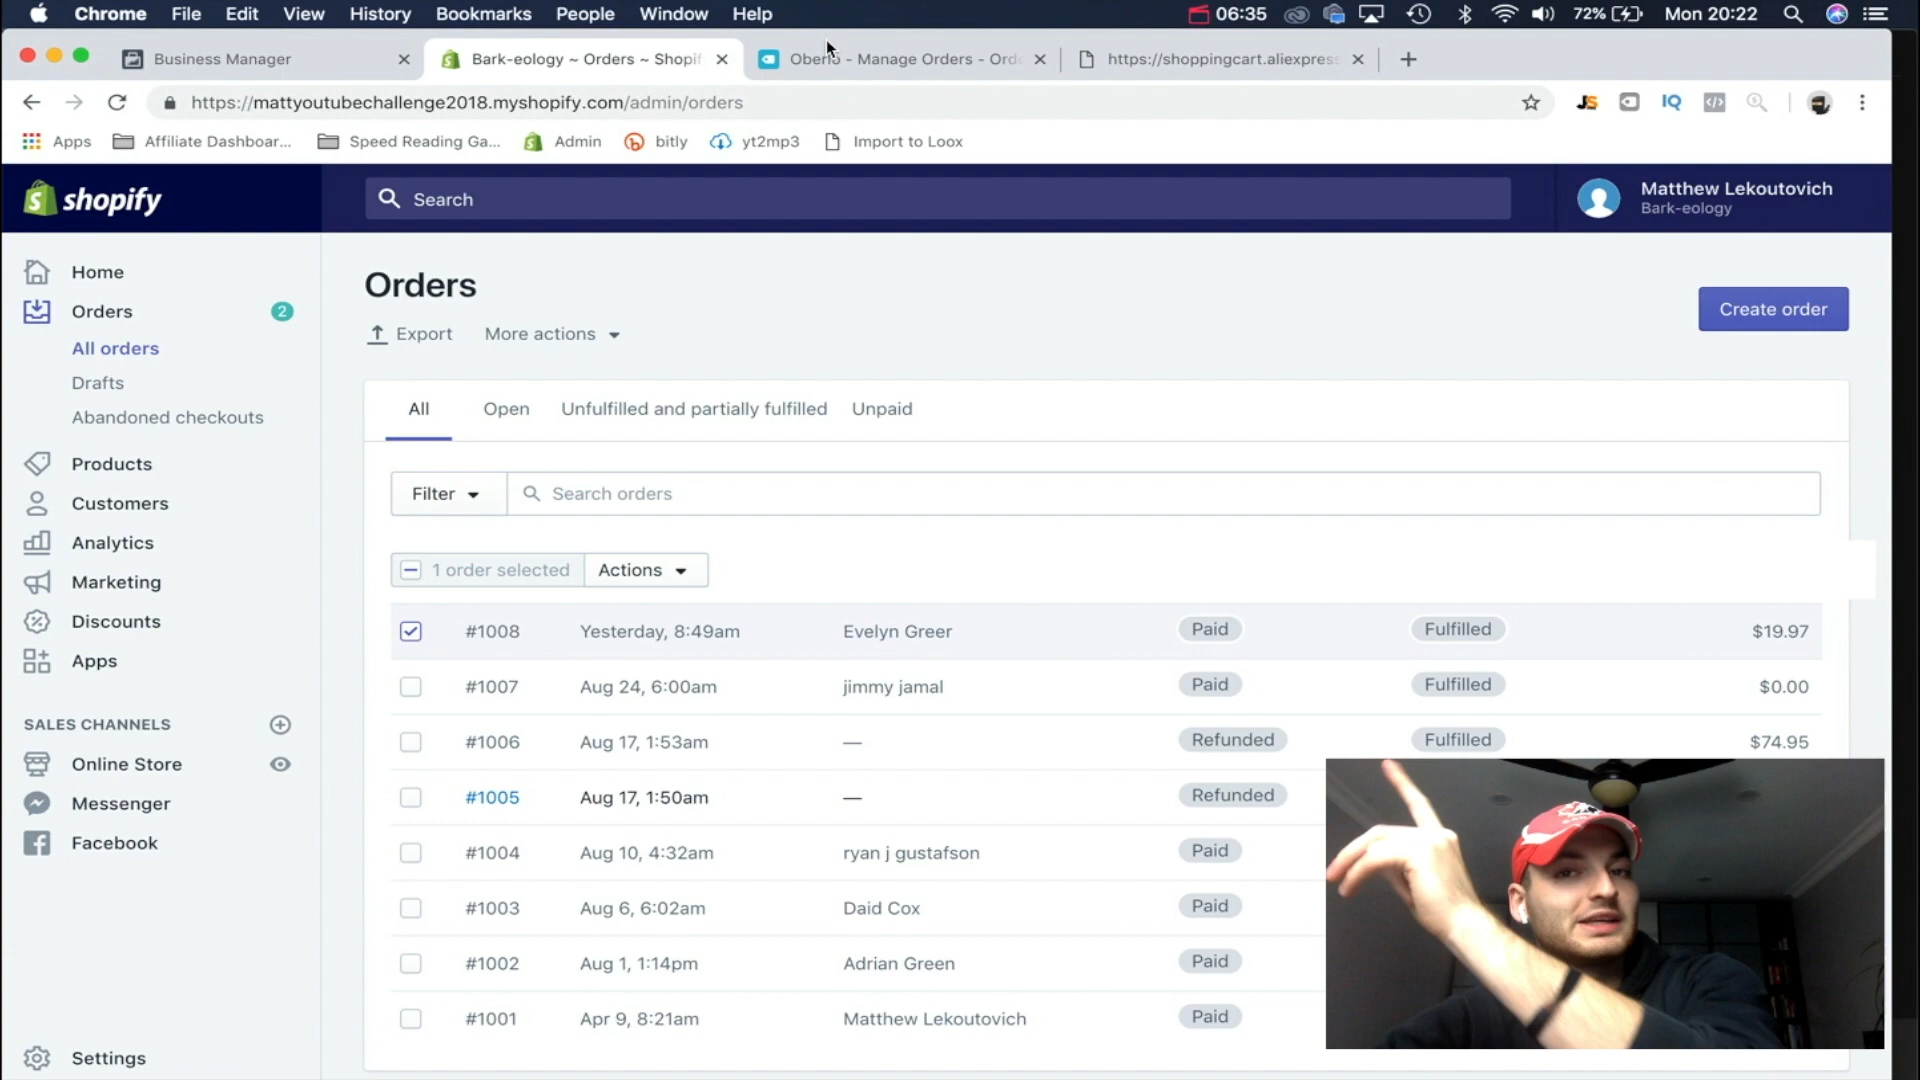 Chrome File Edit View History Bookmarks People Window Help 06:35 72% Mon 20:22
Business Manager Bark-eology ~ Orders ~ Shopif Oberlo - Manage Orders - Ord https://shoppingcart.aliexpress
https://mattyoutubechallenge2018.myshopify.com/admin/orders JS IQ
Apps Affiliate Dashboar... Speed Reading Ga... Admin bitly yt2mp3 Import to Loox
shopify Search Matthew Lekoutovich
Bark-eology
Home
Orders 2
All orders
Drafts
Abandoned checkouts
Products
Customers
Analytics
Marketing
Discounts
Apps
SALES CHANNELS
Online Store
Messenger
Facebook
Settings
Orders
Export More actions
Create order
All Open Unfulfilled and partially fulfilled Unpaid
Filter Search orders
1 order selected Actions
#1008 Yesterday, 8:49am Evelyn Greer Paid Fulfilled $19.97
#1007 Aug 24, 6:00am jimmy jamal Paid Fulfilled $0.00
#1006 Aug 17, 1:53am — Refunded Fulfilled $74.95
#1005 Aug 17, 1:50am — Refunded
#1004 Aug 10, 4:32am ryan j gustafson Paid
#1003 Aug 6, 6:02am Daid Cox Paid
#1002 Aug 1, 1:14pm Adrian Green Paid
#1001 Apr 9, 8:21am Matthew Lekoutovich Paid